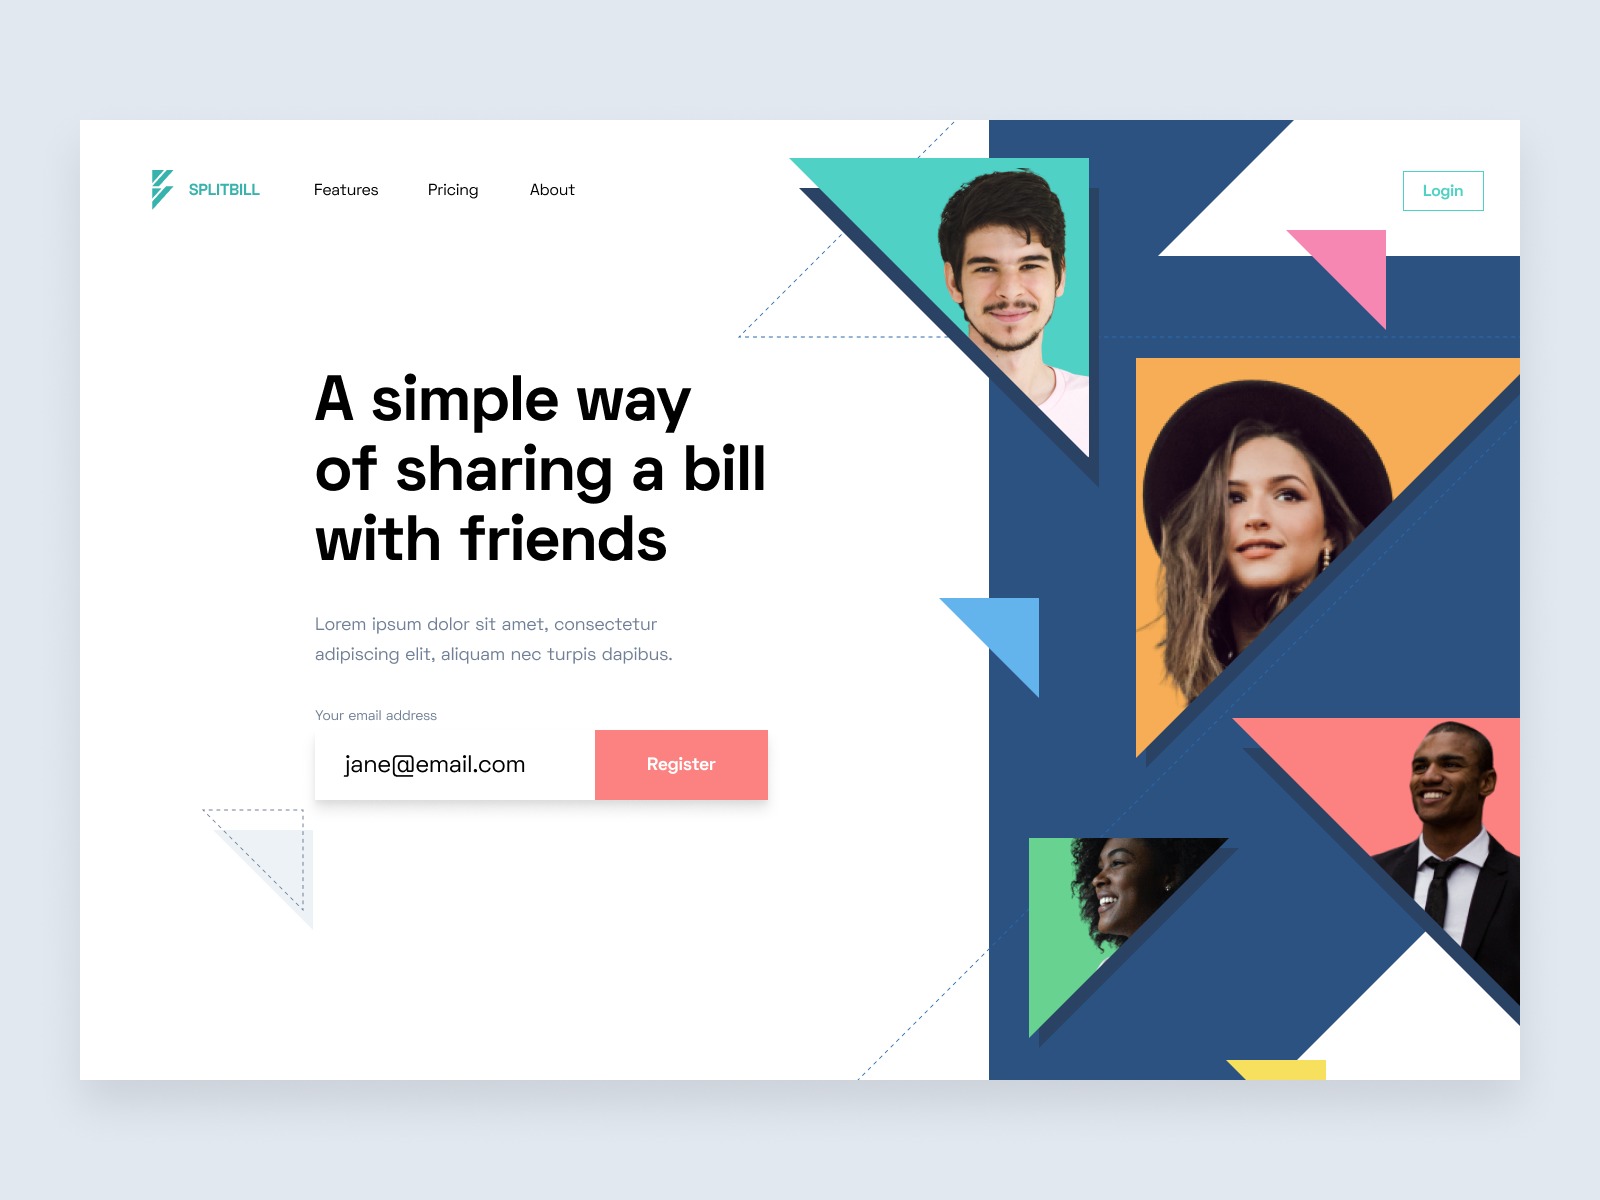 SPLITBILL
Features
Pricing
About
Login
A simple way
of sharing a bill
with friends
Lorem ipsum dolor sit amet, consectetur
adipiscing elit, aliquam nec turpis dapibus.
Your email address
jane@email.com
Register